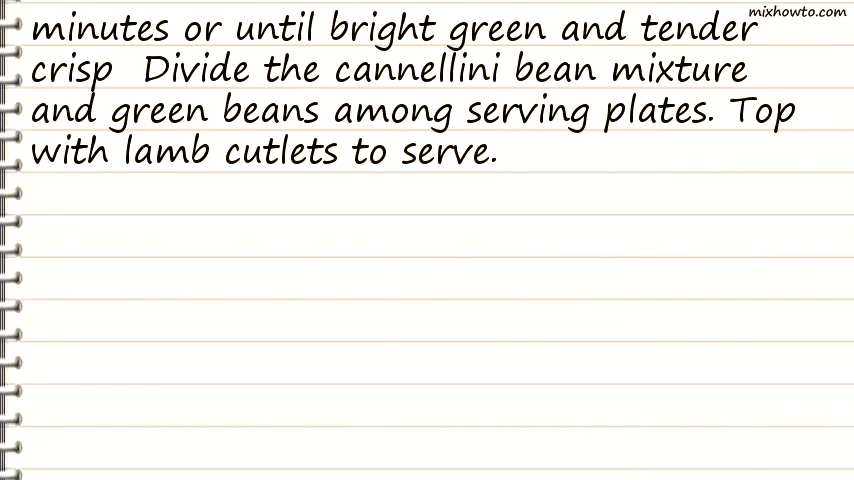 mixhowto.com
minutes or until bright green and tender
crisp  Divide the cannellini bean mixture
and green beans among serving plates. Top
with lamb cutlets to serve.